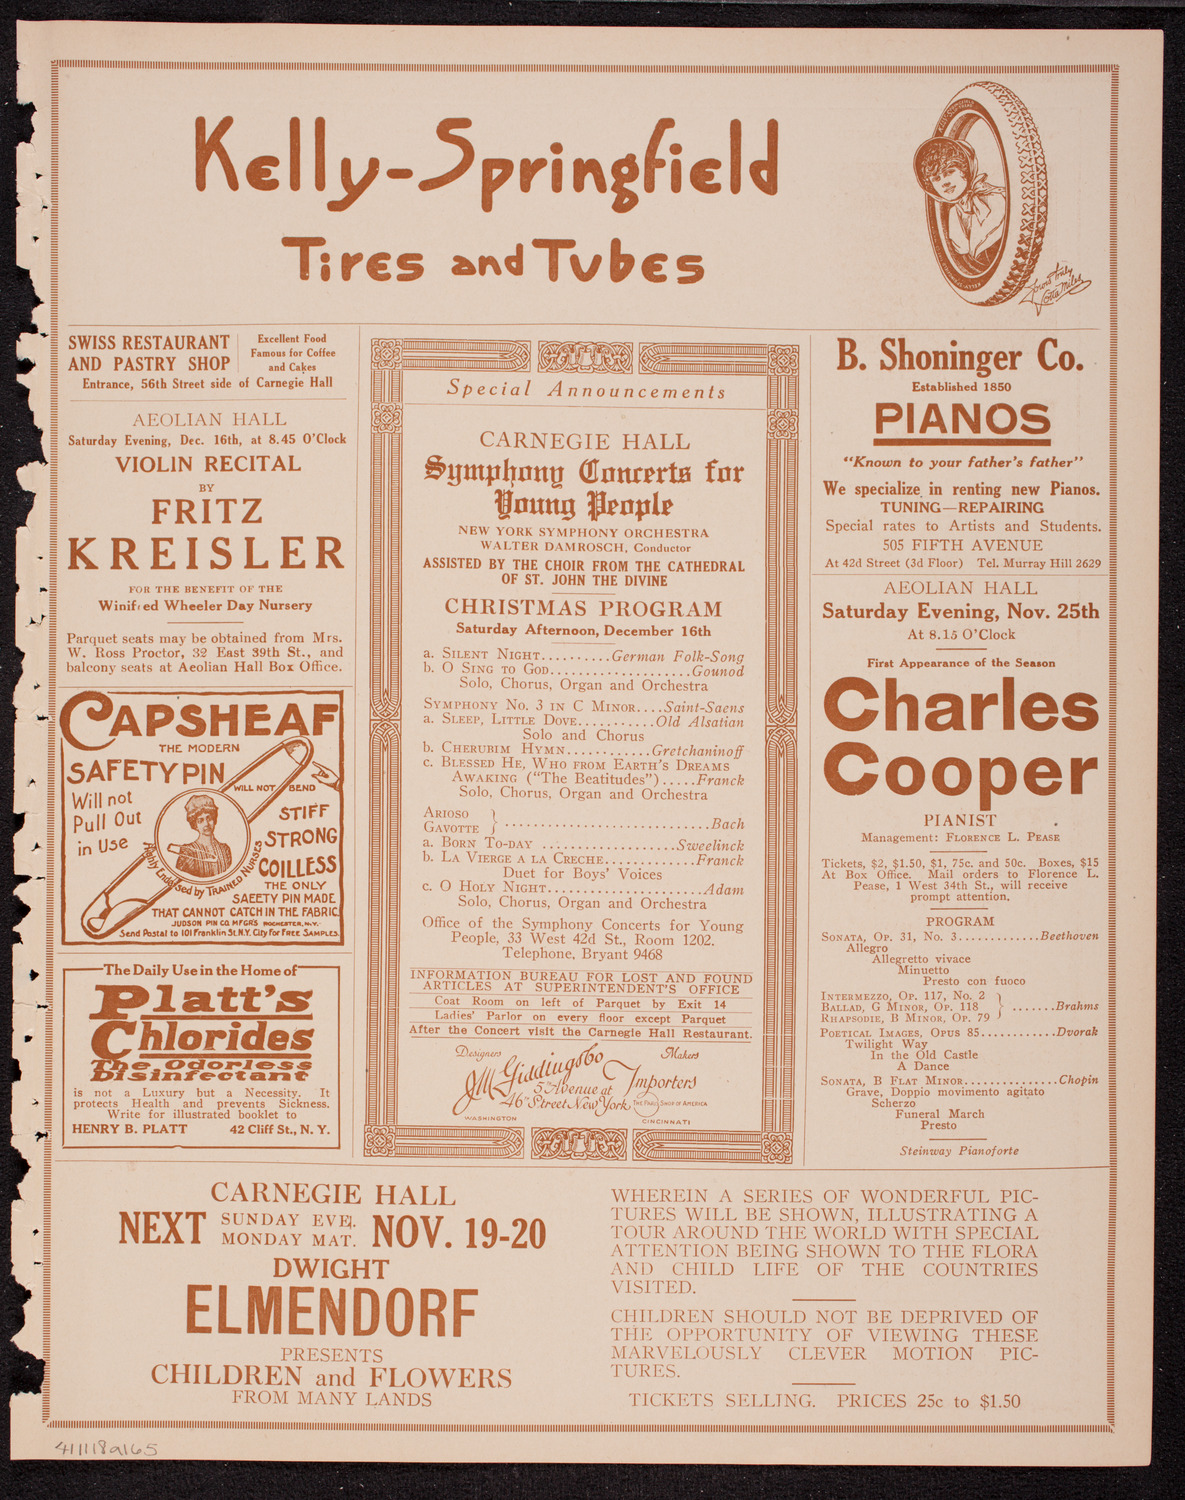 Kelly-Springfield
Tires and Tubes
Yours truly
Lotta Miles
SWISS RESTAURANT
AND PASTRY SHOP
Excellent Food
Famous for Coffee
and Cakes
Entrance, 56th Street side of Carnegie Hall
AEOLIAN HALL
Saturday Evening, Dec. 16th, at 8.45 O'Clock
VIOLIN RECITAL
BY
FRITZ
KREISLER
FOR THE BENEFIT OF THE
Winifred Wheeler Day Nursery
Parquet seats may be obtained from Mrs.
W. Ross Proctor, 32 East 39th St., and
balcony seats at Aeolian Hall Box Office.
CAPSHEAF
THE MODERN
SAFETY PIN
WILL NOT BEND
Will not
Pull Out
in Use
STIFF
STRONG
COILLESS
Highly Endorsed by TRAINED NURSES
THE ONLY
SAEETY PIN MADE
THAT CANNOT CATCH IN THE FABRIC
JUDSON PIN CO. MFGRS ROCHESTER, N.Y.
Send Postal to 101 Franklin St. N.Y. City For FREE SAMPLES.
The Daily Use in the Home of
Platt's
Chlorides
The Odorless
Disinfectant
is not a Luxury but a Necessity. It
protects Health and prevents Sickness.
Write for illustrated booklet to
HENRY B. PLATT 42 Cliff St., N. Y.
Special Announcements
CARNEGIE HALL
Symphony Concerts for
Young People
NEW YORK SYMPHONY ORCHESTRA
WALTER DAMROSCH, Conductor
ASSISTED BY THE CHOIR FROM THE CATHEDRAL
OF ST. JOHN THE DIVINE
CHRISTMAS PROGRAM
Saturday Afternoon, December 16th
a. SILENT NIGHT..........German Folk-Song
b. O SING TO GOD....................Gounod
Solo, Chorus, Organ and Orchestra
SYMPHONY NO. 3 IN C MINOR....Saint-Saens
a. SLEEP, LITTLE DOVE...........Old Alsatian
Solo and Chorus
b. CHERUBIM HYMN............Gretchaninoff
c. BLESSED HE, WHO FROM EARTH'S DREAMS
AWAKING ("The Beatitudes").....Franck
Solo, Chorus, Organ and Orchestra
ARIOSO
GAVOTTE } .............................Bach
a. BORN TO-DAY ...................Sweelinck
b. LA VIERGE A LA CRECHE............Franck
Duet for Boys' Voices
c. O HOLY NIGHT......................Adam
Solo, Chorus, Organ and Orchestra
Office of the Symphony Concerts for Young
People, 33 West 42d St., Room 1202.
Telephone, Bryant 9468
INFORMATION BUREAU FOR LOST AND FOUND
ARTICLES AT SUPERINTENDENT'S OFFICE
Coat Room on left of Parquet by Exit 14
Ladies' Parlor on every floor except Parquet
After the Concert visit the Carnegie Hall Restaurant.
Designers Makers
J.M. Giddings & Co
Importers
5th Avenue at
46th Street New York
THE PARIS SHOP OF AMERICA
WASHINGTON
CINCINNATI
B. Shoninger Co.
Established 1850
PIANOS
"Known to your father's father"
We specialize in renting new Pianos.
TUNING—REPAIRING
Special rates to Artists and Students.
505 FIFTH AVENUE
At 42d Street (3d Floor) Tel. Murray Hill 2629
AEOLIAN HALL
Saturday Evening, Nov. 25th
At 8.15 O'Clock
First Appearance of the Season
Charles
Cooper
PIANIST
Management: FLORENCE L. PEASE
Tickets, $2, $1.50, $1, 75c. and 50c. Boxes, $15
At Box Office. Mail orders to Florence L.
Pease, 1 West 34th St., will receive
prompt attention.
PROGRAM
SONATA, OP. 31, NO. 3.............Beethoven
Allegro
Allegretto vivace
Minuetto
Presto con fuoco
INTERMEZZO, OP. 117, NO. 2
BALLAD, G MINOR, OP. 118 } .......Brahms
RHAPSODIE, B MINOR, OP. 79
POETICAL IMAGES, OPUS 85............Dvorak
Twilight Way
In the Old Castle
A Dance
SONATA, B FLAT MINOR...............Chopin
Grave, Doppio movimento agitato
Scherzo
Funeral March
Presto
Steinway Pianoforte
CARNEGIE HALL
NEXT SUNDAY EVE. MONDAY MAT. NOV. 19-20
DWIGHT
ELMENDORF
PRESENTS
CHILDREN and FLOWERS
FROM MANY LANDS
WHEREIN A SERIES OF WONDERFUL PIC-
TURES WILL BE SHOWN, ILLUSTRATING A
TOUR AROUND THE WORLD WITH SPECIAL
ATTENTION BEING SHOWN TO THE FLORA
AND CHILD LIFE OF THE COUNTRIES
VISITED.
CHILDREN SHOULD NOT BE DEPRIVED OF
THE OPPORTUNITY OF VIEWING THESE
MARVELOUSLY CLEVER MOTION PIC-
TURES.
TICKETS SELLING. PRICES 25c to $1.50
411118a165